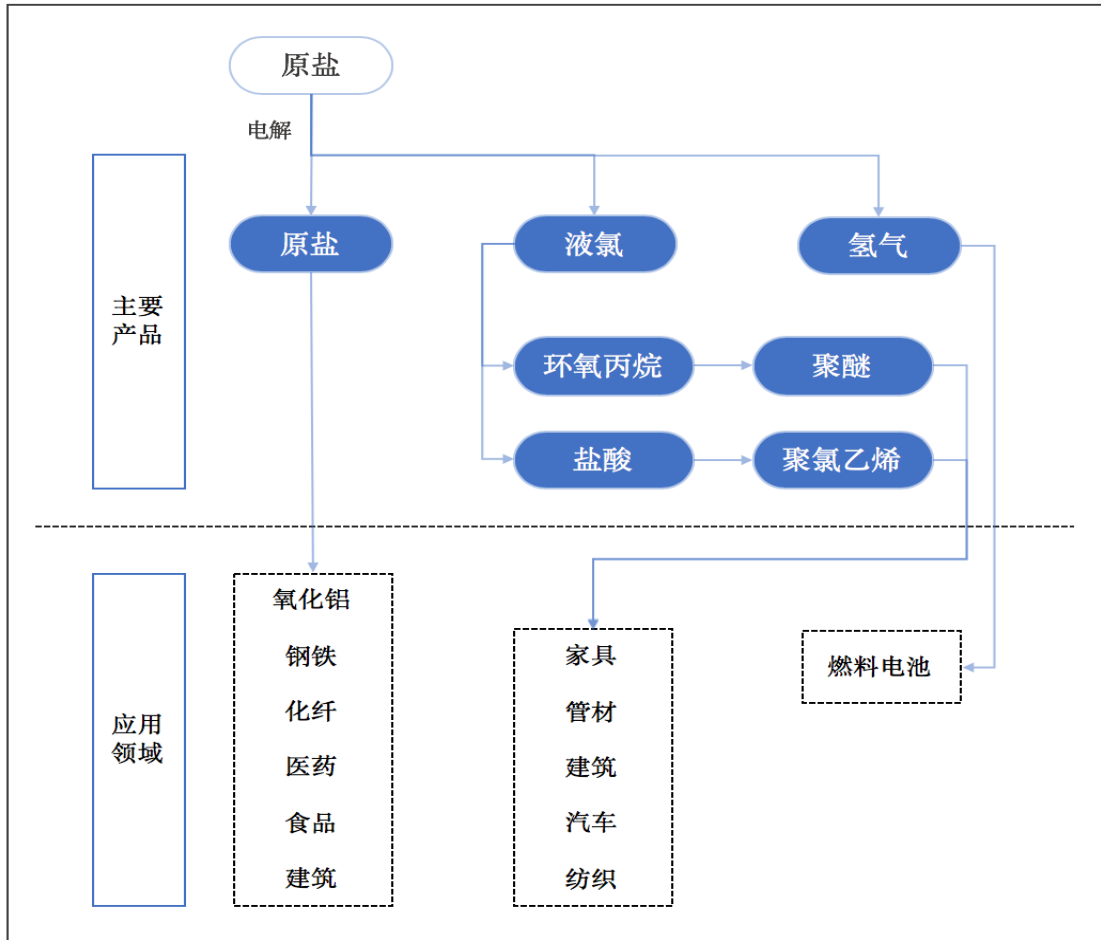 原盐
电解
主要
产品
原盐
液氯
氢气
环氧丙烷
聚醚
盐酸
聚氯乙烯
应用
领域
氧化铝
钢铁
化纤
医药
食品
建筑
家具
管材
建筑
汽车
纺织
燃料电池